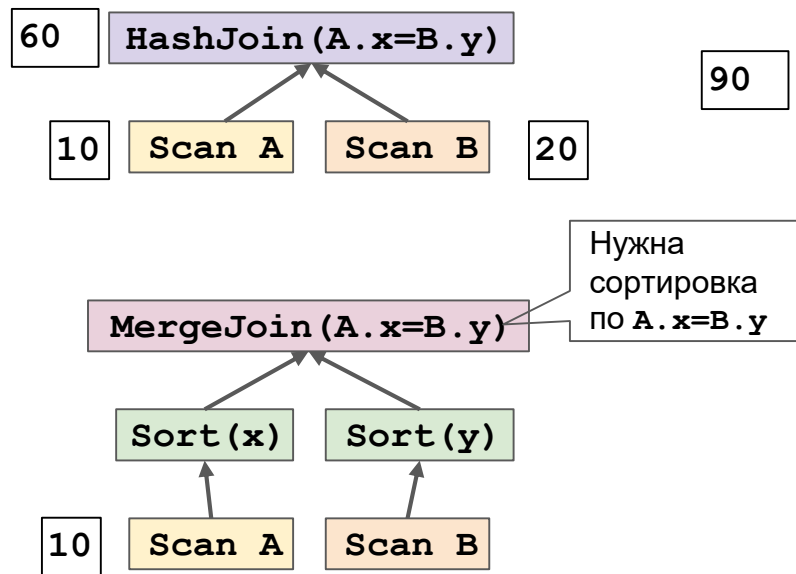 60
HashJoin(A.x=B.y)
90
10
Scan A
Scan B
20
Нужна
сортировка
по A.x=B.y
MergeJoin(A.x=B.y)
Sort(x)
Sort(y)
10
Scan A
Scan B